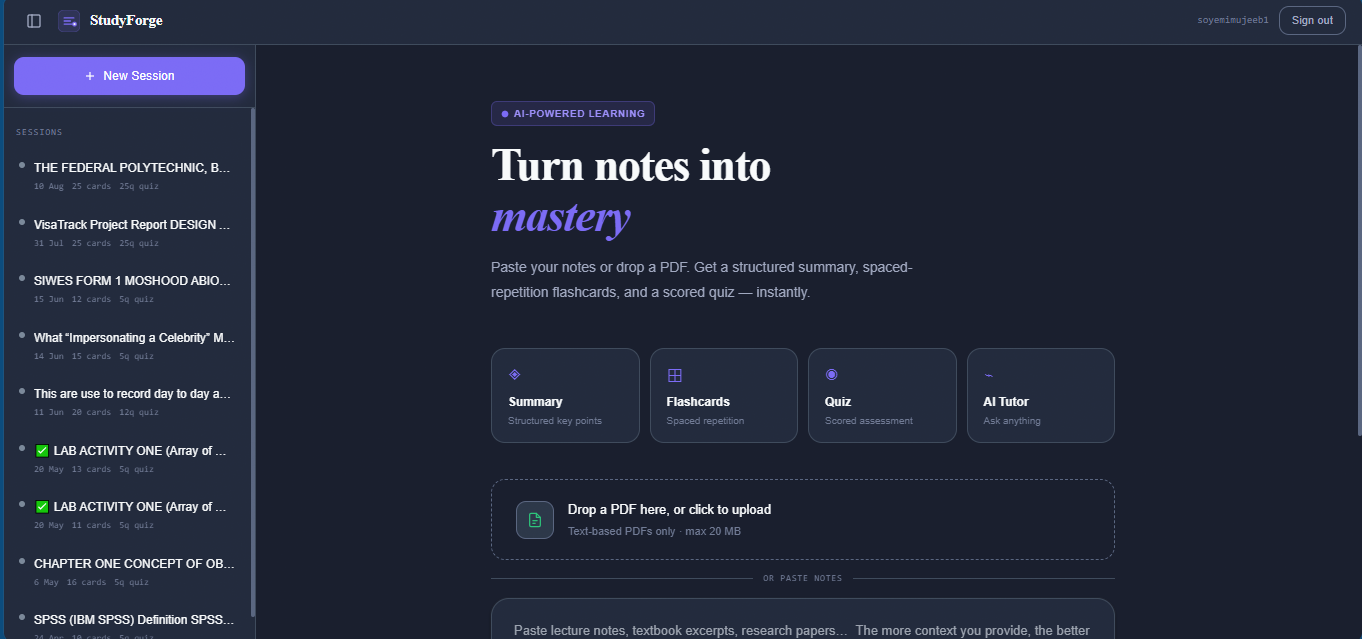 StudyForge
soyemimujeeb1
Sign out
+ New Session
SESSIONS
THE FEDERAL POLYTECHNIC, B...
10 Aug 25 cards 25q quiz
VisaTrack Project Report DESIGN ...
31 Jul 25 cards 25q quiz
SIWES FORM 1 MOSHOOD ABIO...
15 Jun 12 cards 5q quiz
What “Impersonating a Celebrity” M...
14 Jun 15 cards 5q quiz
This are use to record day to day a...
11 Jun 20 cards 12q quiz
✅ LAB ACTIVITY ONE (Array of ...
20 May 13 cards 5q quiz
✅ LAB ACTIVITY ONE (Array of ...
20 May 11 cards 5q quiz
CHAPTER ONE CONCEPT OF OB...
6 May 16 cards 5q quiz
SPSS (IBM SPSS) Definition SPSS...
24 Apr 10 cards 5q quiz
AI-POWERED LEARNING
Turn notes into
mastery
Paste your notes or drop a PDF. Get a structured summary, spaced-
repetition flashcards, and a scored quiz — instantly.
Summary
Structured key points
Flashcards
Spaced repetition
Quiz
Scored assessment
AI Tutor
Ask anything
Drop a PDF here, or click to upload
Text-based PDFs only · max 20 MB
OR PASTE NOTES
Paste lecture notes, textbook excerpts, research papers... The more context you provide, the better